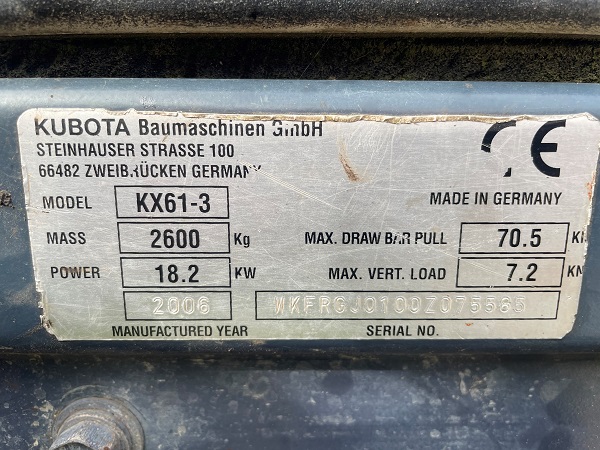 KUBOTA Baumaschinen GmbH
STEINHAUSER STRASSE 100
66482 ZWEIBRÜCKEN GERMANY
CE
MODEL KX61-3 MADE IN GERMANY
MASS 2600 Kg MAX. DRAW BAR PULL 70.5
POWER 18.2 KW MAX. VERT. LOAD 7.2 KN
2006 WKFRGJ0100Z075585
MANUFACTURED YEAR SERIAL NO.